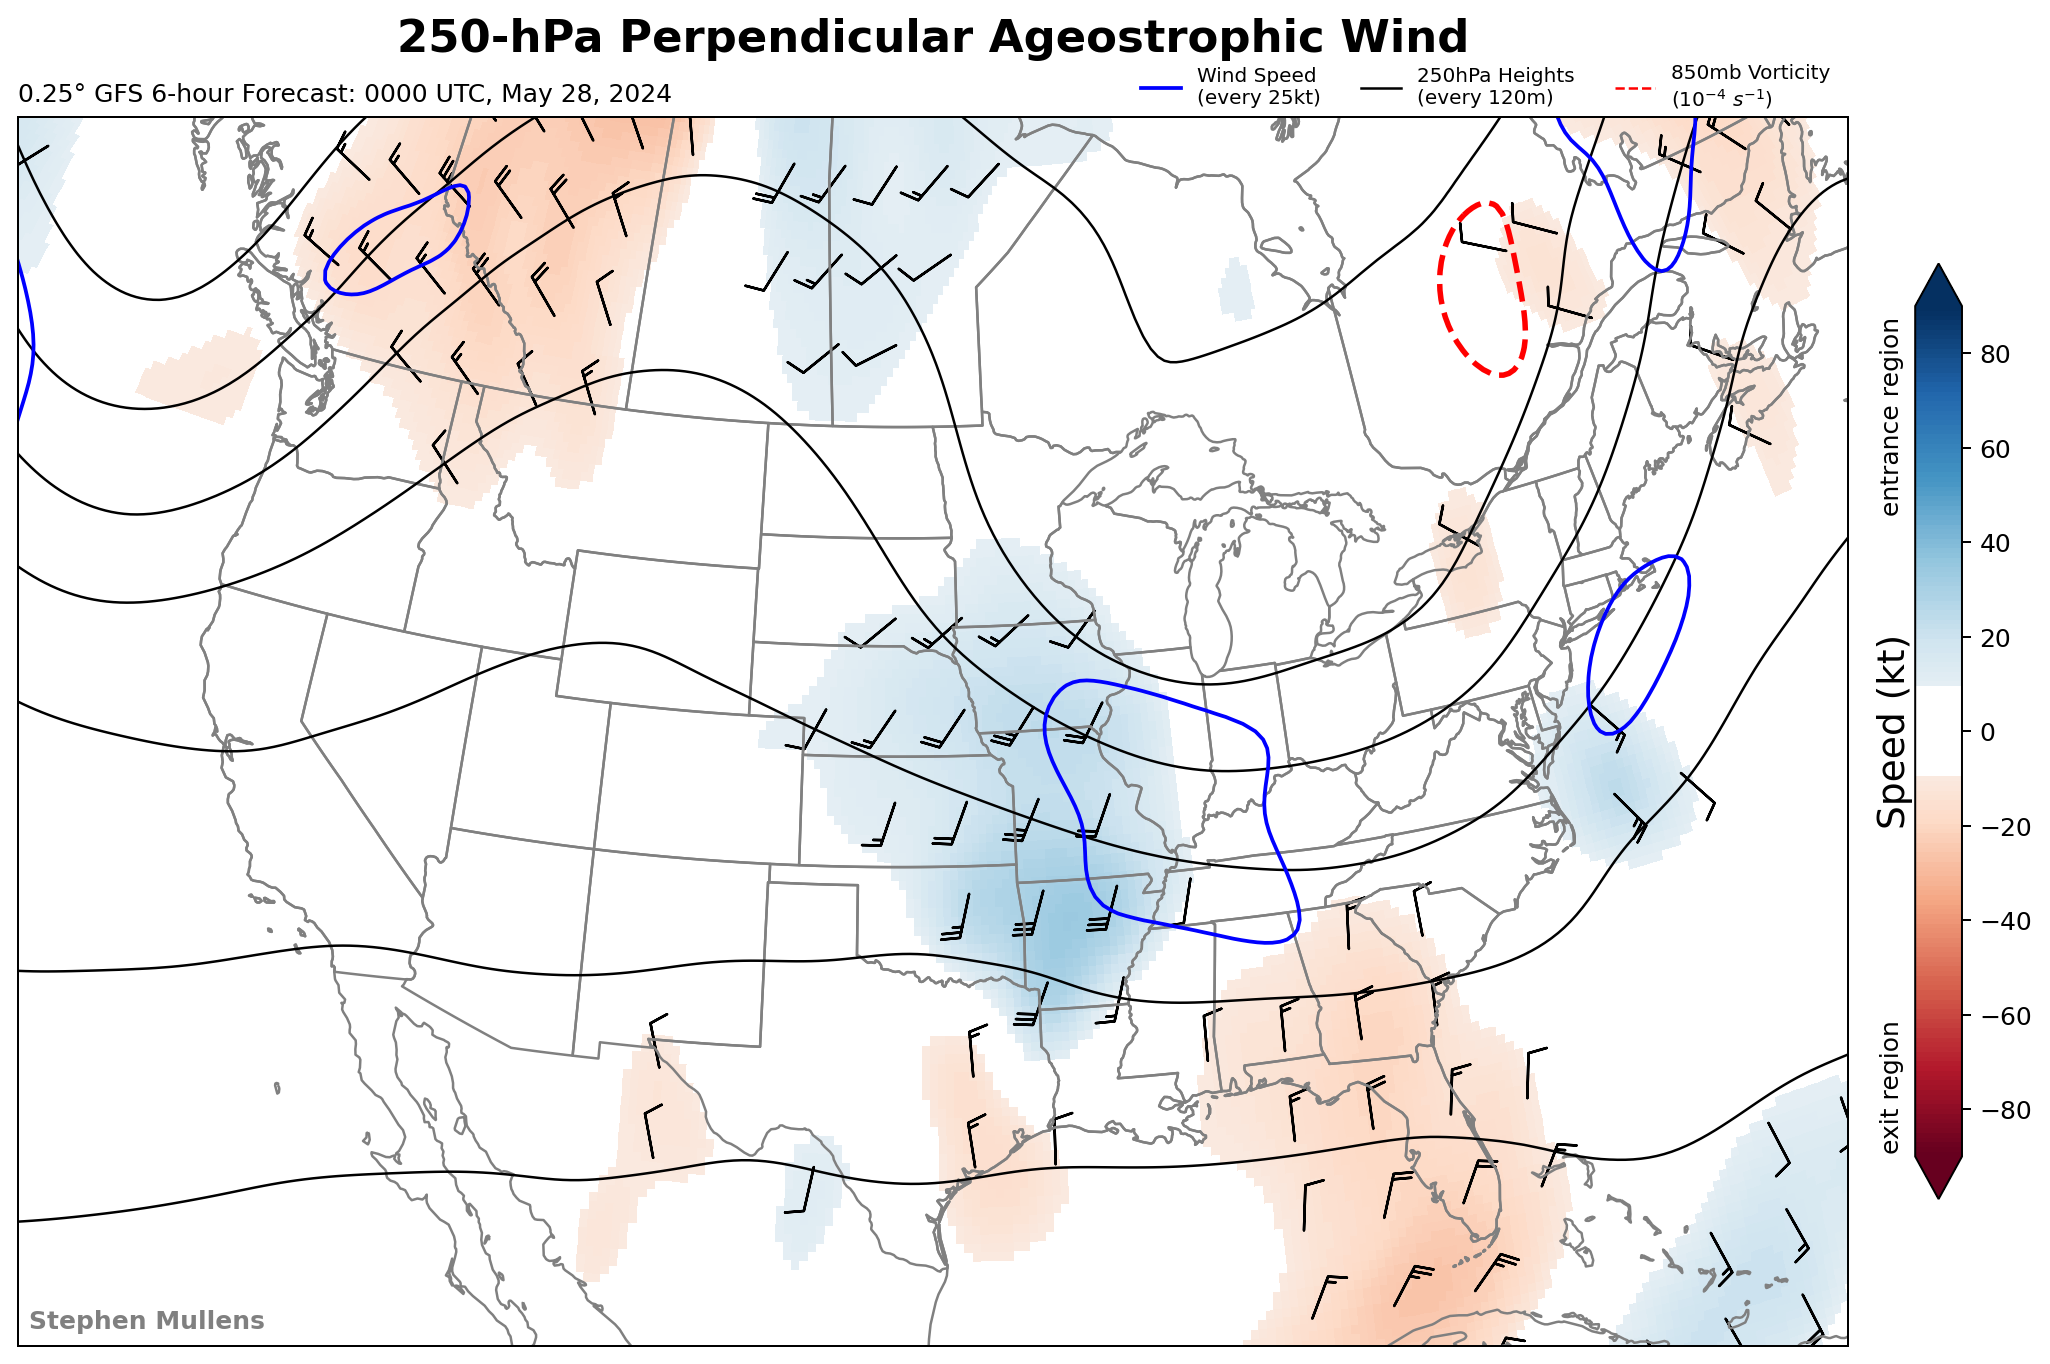 250-hPa Perpendicular Ageostrophic Wind
0.25° GFS 6-hour Forecast: 0000 UTC, May 28, 2024
Wind Speed
(every 25kt)
250hPa Heights
(every 120m)
850mb Vorticity
(10⁻⁴ s⁻¹)
entrance region
exit region
Speed (kt)
80
60
40
20
0
−20
−40
−60
−80
Stephen Mullens